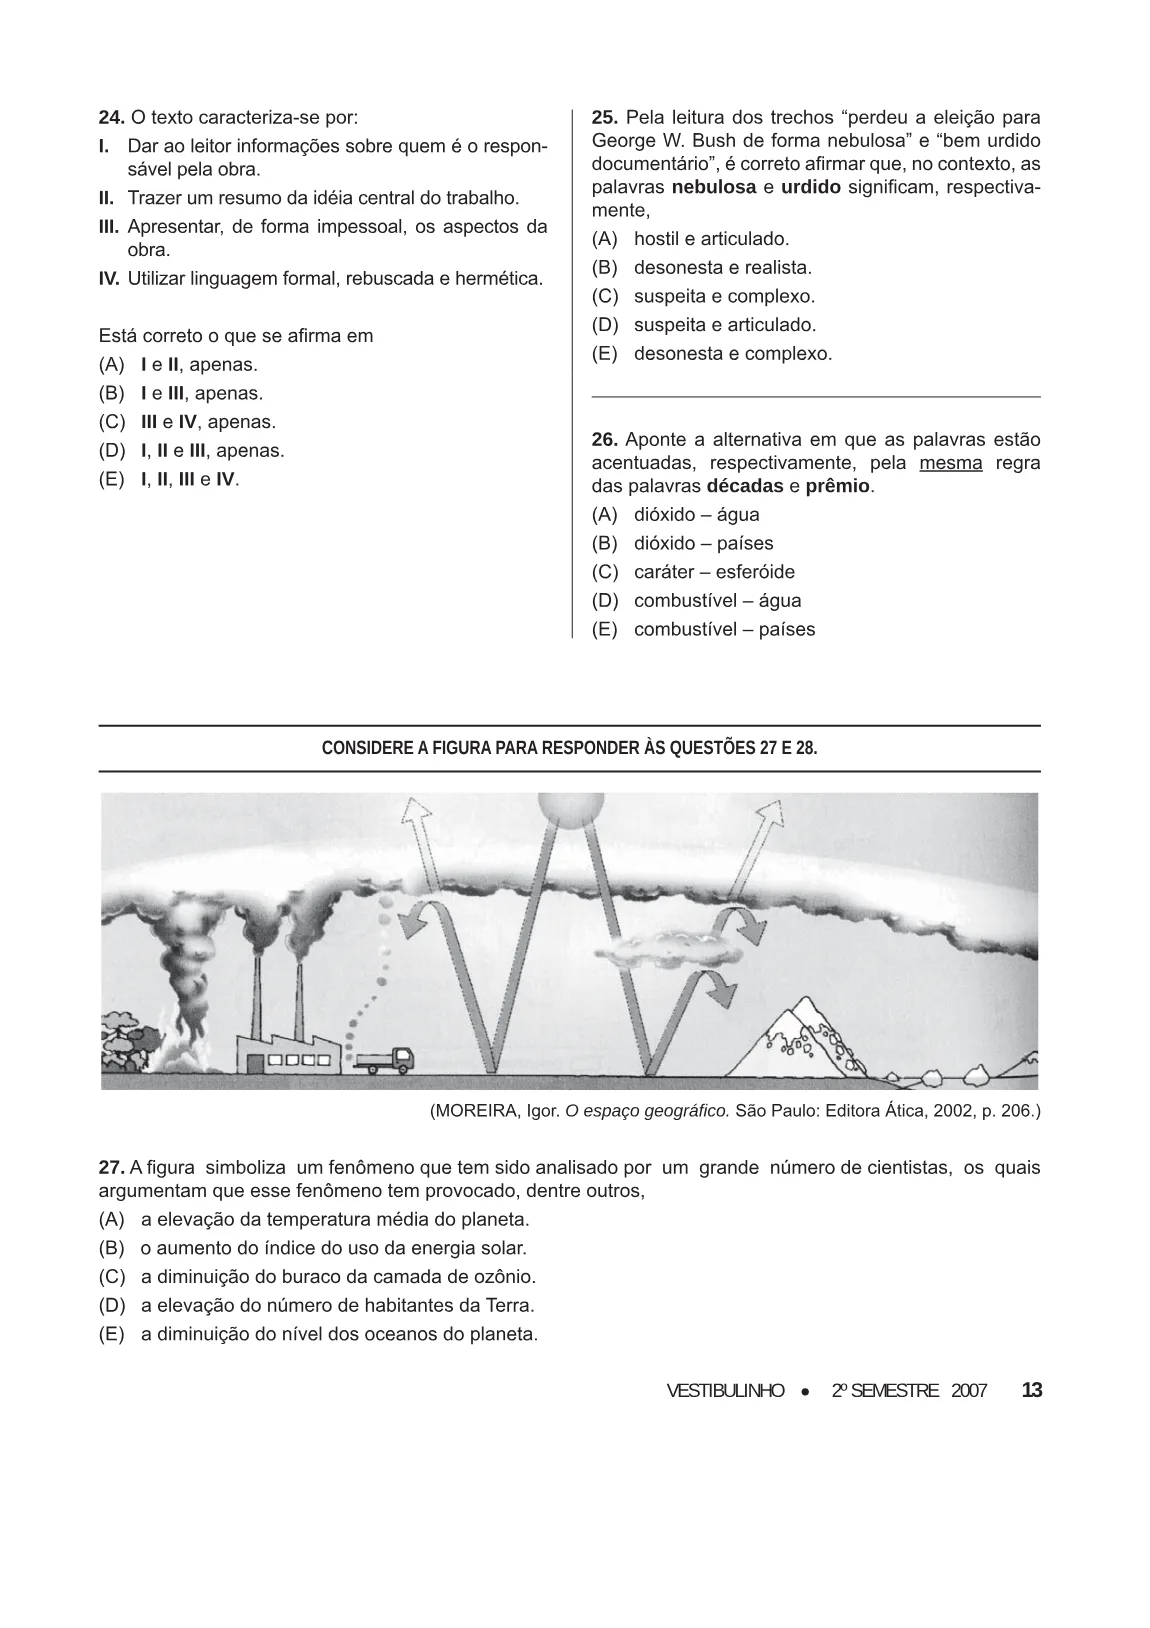 24. O texto caracteriza-se por:
I. Dar ao leitor informações sobre quem é o respon-
sável pela obra.
II. Trazer um resumo da idéia central do trabalho.
III. Apresentar, de forma impessoal, os aspectos da
obra.
IV. Utilizar linguagem formal, rebuscada e hermética.
Está correto o que se afirma em
(A) I e II, apenas.
(B) I e III, apenas.
(C) III e IV, apenas.
(D) I, II e III, apenas.
(E) I, II, III e IV.
25. Pela leitura dos trechos “perdeu a eleição para
George W. Bush de forma nebulosa” e “bem urdido
documentário”, é correto afirmar que, no contexto, as
palavras nebulosa e urdido significam, respectiva-
mente,
(A) hostil e articulado.
(B) desonesta e realista.
(C) suspeita e complexo.
(D) suspeita e articulado.
(E) desonesta e complexo.
26. Aponte a alternativa em que as palavras estão
acentuadas, respectivamente, pela mesma regra
das palavras décadas e prêmio.
(A) dióxido – água
(B) dióxido – países
(C) caráter – esferóide
(D) combustível – água
(E) combustível – países
CONSIDERE A FIGURA PARA RESPONDER ÀS QUESTÕES 27 E 28.
(MOREIRA, Igor. O espaço geográfico. São Paulo: Editora Ática, 2002, p. 206.)
27. A figura simboliza um fenômeno que tem sido analisado por um grande número de cientistas, os quais
argumentam que esse fenômeno tem provocado, dentre outros,
(A) a elevação da temperatura média do planeta.
(B) o aumento do índice do uso da energia solar.
(C) a diminuição do buraco da camada de ozônio.
(D) a elevação do número de habitantes da Terra.
(E) a diminuição do nível dos oceanos do planeta.
VESTIBULINHO • 2º SEMESTRE 2007 13